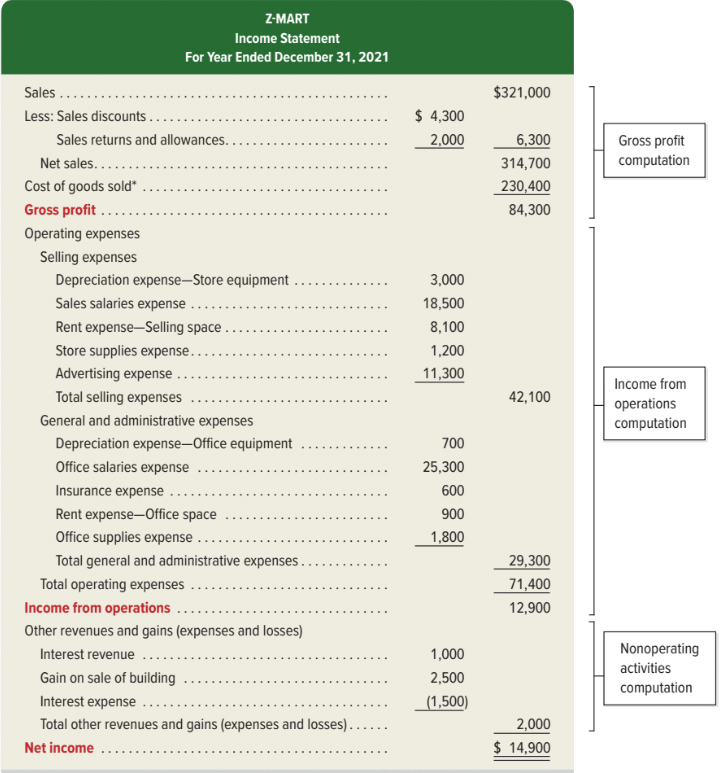 Z-MART
Income Statement
For Year Ended December 31, 2021
Sales . . . . . . . . . . . . . . . . . . . . $321,000
Less: Sales discounts . . . . . . . . . . . . . . . . . . . . $ 4,300
Sales returns and allowances. . . . . . . . . . . . . . . . . . . . 2,000 6,300
Net sales. . . . . . . . . . . . . . . . . . . . 314,700
Cost of goods sold* . . . . . . . . . . . . . . . . . . . . 230,400
Gross profit . . . . . . . . . . . . . . . . . . . . 84,300
Gross profit
computation
Operating expenses
Selling expenses
Depreciation expense—Store equipment . . . . . . . . . . . . . . 3,000
Sales salaries expense . . . . . . . . . . . . . . . . . . . . 18,500
Rent expense—Selling space . . . . . . . . . . . . . . . . . . . . 8,100
Store supplies expense. . . . . . . . . . . . . . . . . . . . 1,200
Advertising expense . . . . . . . . . . . . . . . . . . . . 11,300
Total selling expenses . . . . . . . . . . . . . . . . . . . . 42,100
General and administrative expenses
Depreciation expense—Office equipment . . . . . . . . . . . . . 700
Office salaries expense . . . . . . . . . . . . . . . . . . . . 25,300
Insurance expense . . . . . . . . . . . . . . . . . . . . 600
Rent expense—Office space . . . . . . . . . . . . . . . . . . . . 900
Office supplies expense . . . . . . . . . . . . . . . . . . . . 1,800
Total general and administrative expenses . . . . . . . . . . . . . 29,300
Total operating expenses . . . . . . . . . . . . . . . . . . . . 71,400
Income from operations . . . . . . . . . . . . . . . . . . . . 12,900
Income from
operations
computation
Other revenues and gains (expenses and losses)
Interest revenue . . . . . . . . . . . . . . . . . . . . 1,000
Gain on sale of building . . . . . . . . . . . . . . . . . . . . 2,500
Interest expense . . . . . . . . . . . . . . . . . . . . (1,500)
Total other revenues and gains (expenses and losses) . . . . . . 2,000
Net income . . . . . . . . . . . . . . . . . . . . $ 14,900
Nonoperating
activities
computation